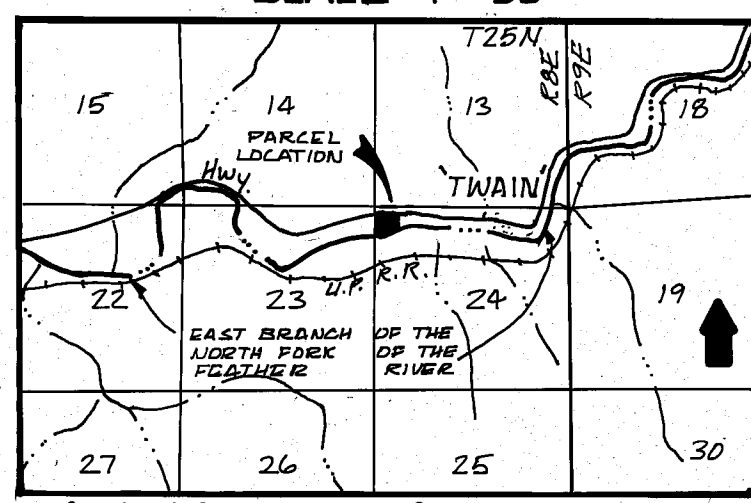 T25N
R8E
R9E
15
14
13
18
PARCEL
LOCATION
Hwy.
"TWAIN"
22
23
U.P. R.R.
24
19
EAST BRANCH OF THE
NORTH FORK OF THE
FEATHER RIVER
27
26
25
30